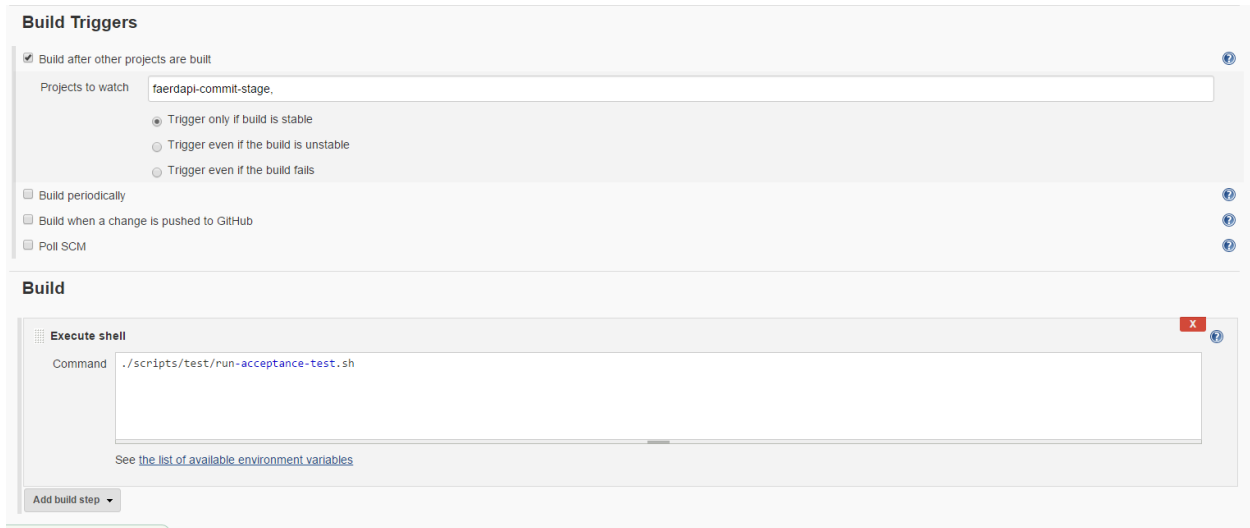 Build Triggers
Build after other projects are built
Projects to watch faerdapi-commit-stage,
Trigger only if build is stable
Trigger even if the build is unstable
Trigger even if the build fails
Build periodically
Build when a change is pushed to GitHub
Poll SCM
Build
X
Execute shell
Command ./scripts/test/run-acceptance-test.sh
See the list of available environment variables
Add build step